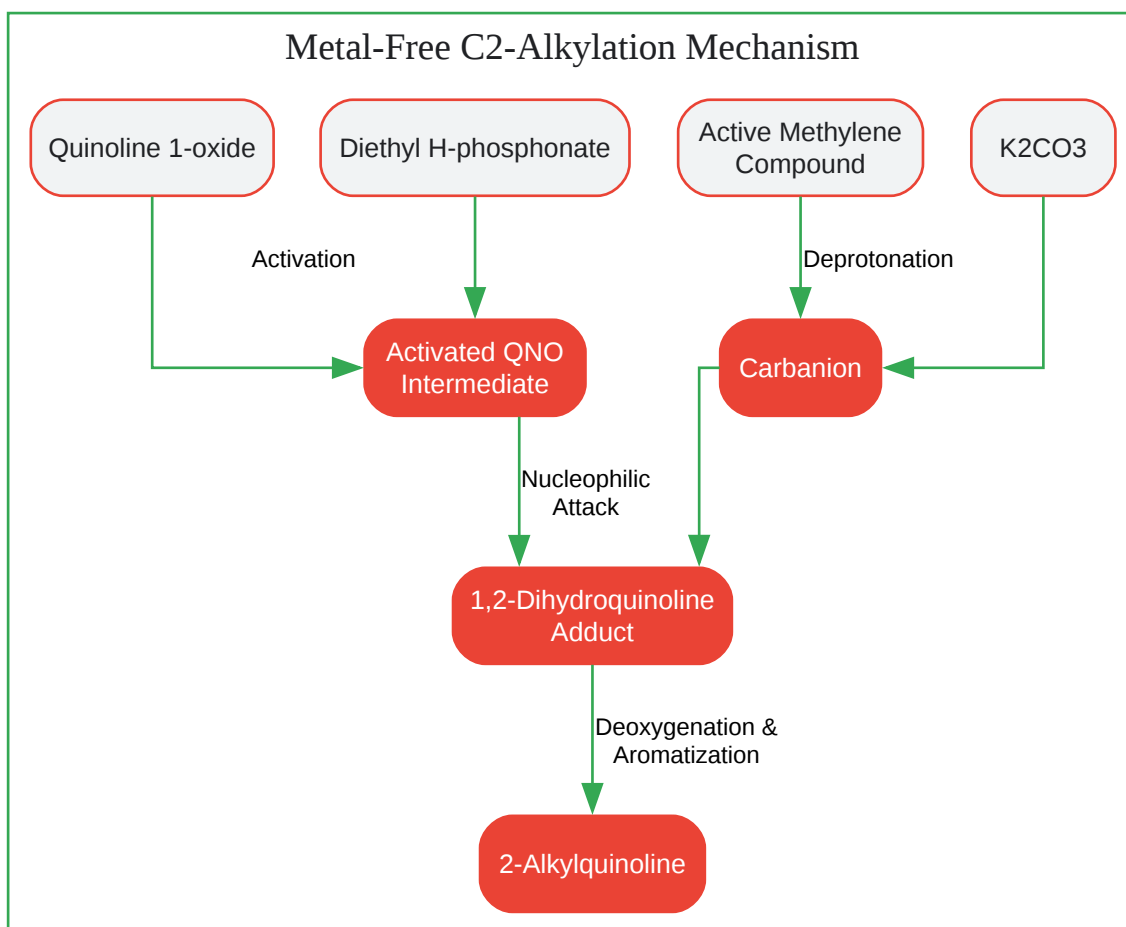 Metal-Free C2-Alkylation Mechanism
Quinoline 1-oxide
Diethyl H-phosphonate
Active Methylene
Compound
K2CO3
Activation
Deprotonation
Activated QNO
Intermediate
Carbanion
Nucleophilic
Attack
1,2-Dihydroquinoline
Adduct
Deoxygenation &
Aromatization
2-Alkylquinoline